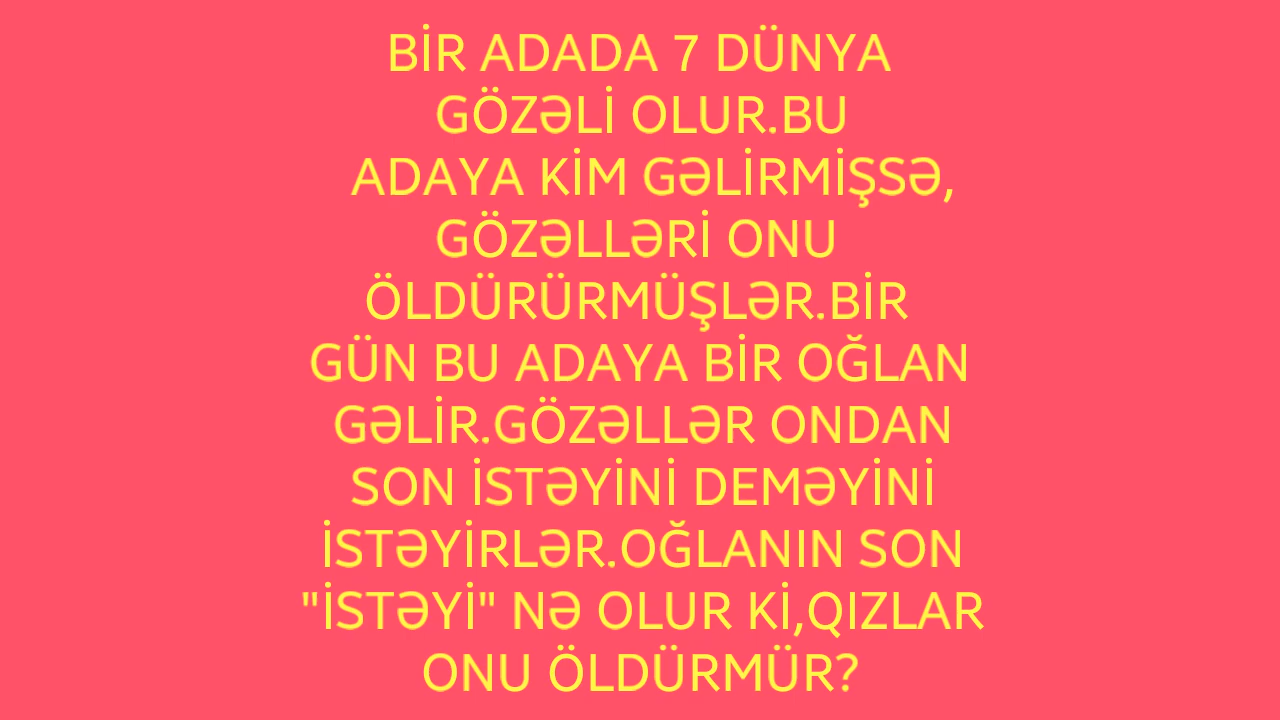 BİR ADADA 7 DÜNYA
GÖZƏLİ OLUR.BU
ADAYA KİM GƏLİRMİŞSƏ,
GÖZƏLLƏRİ ONU
ÖLDÜRÜRMÜŞLƏR.BİR
GÜN BU ADAYA BİR OĞLAN
GƏLİR.GÖZƏLLƏR ONDAN
SON İSTƏYİNİ DEMƏYİNİ
İSTƏYİRLƏR.OĞLANIN SON
"İSTƏYİ" NƏ OLUR Kİ,QIZLAR
ONU ÖLDÜRMÜR?